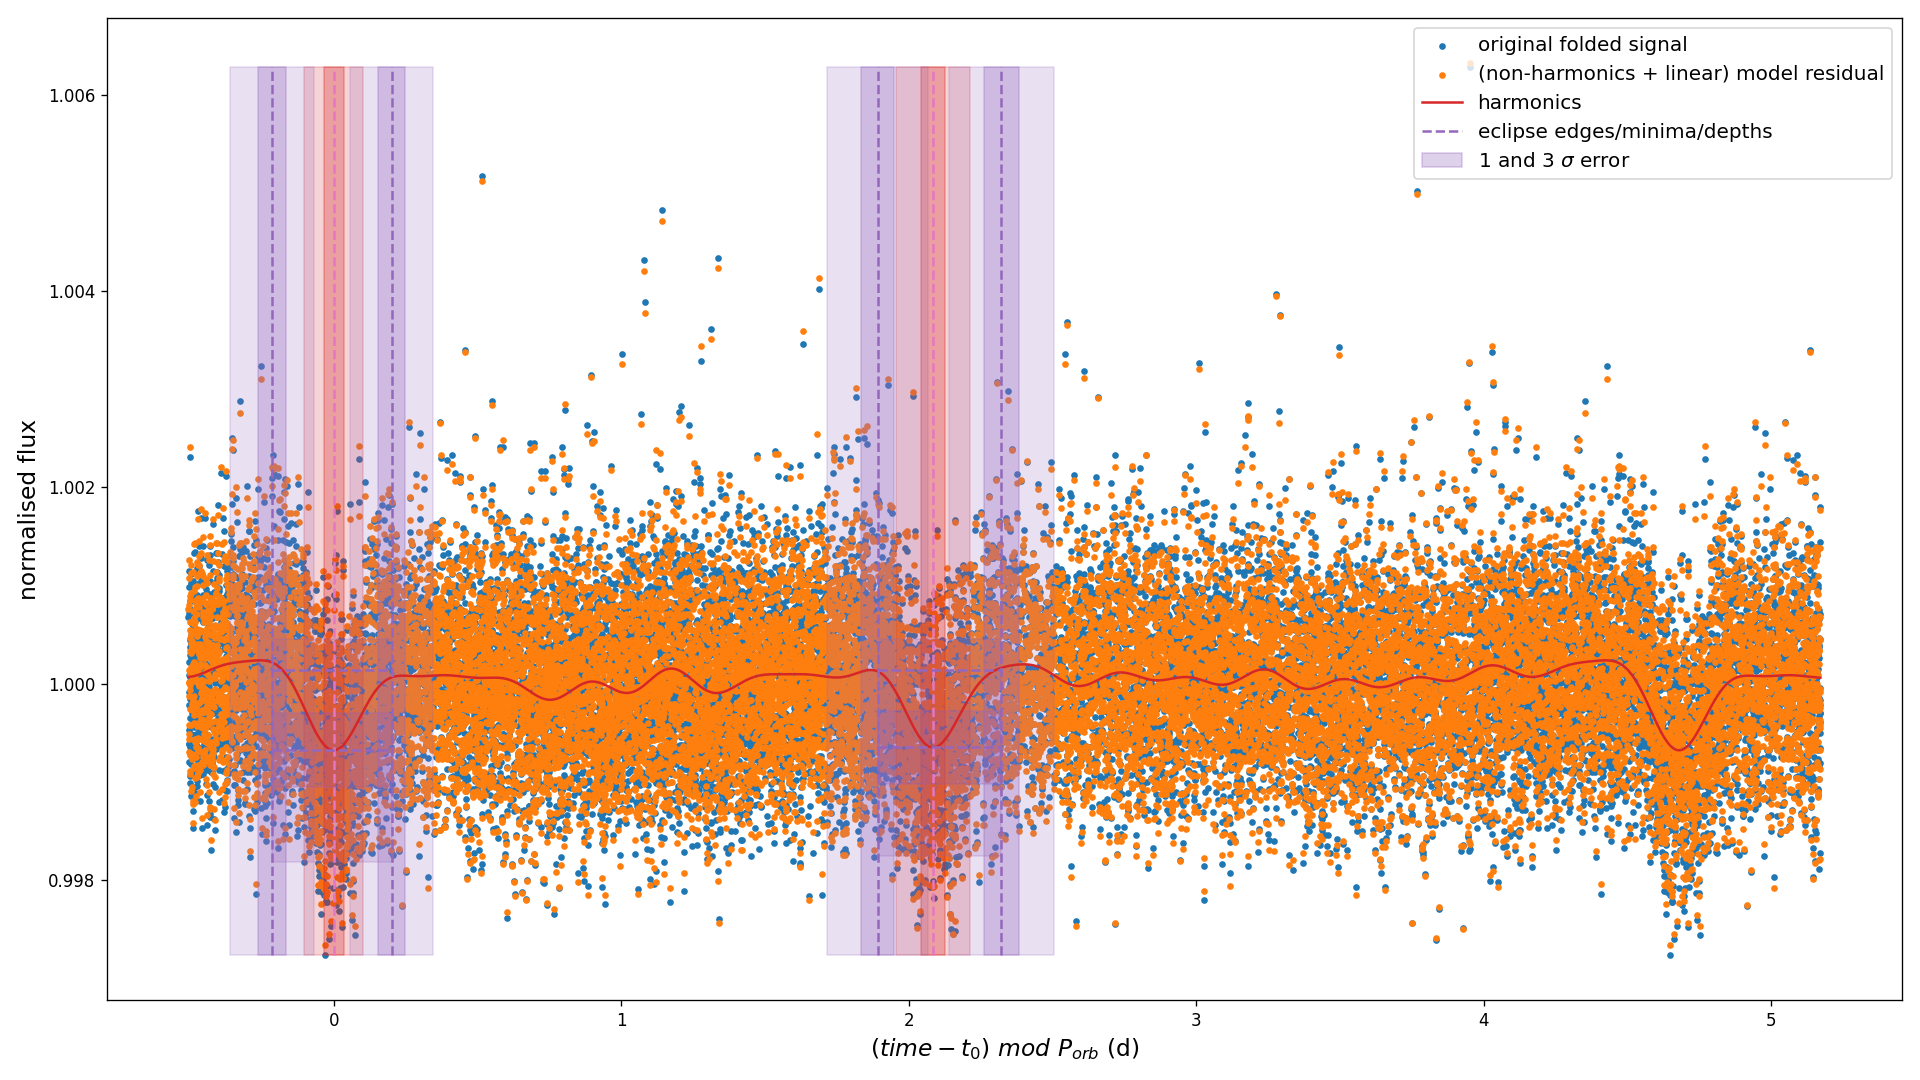 original folded signal
(non-harmonics + linear) model residual
harmonics
eclipse edges/minima/depths
1 and 3 σ error
normalised flux
1.006
1.004
1.002
1.000
0.998
0
1
2
3
4
5
(time − t₀) mod P_orb (d)